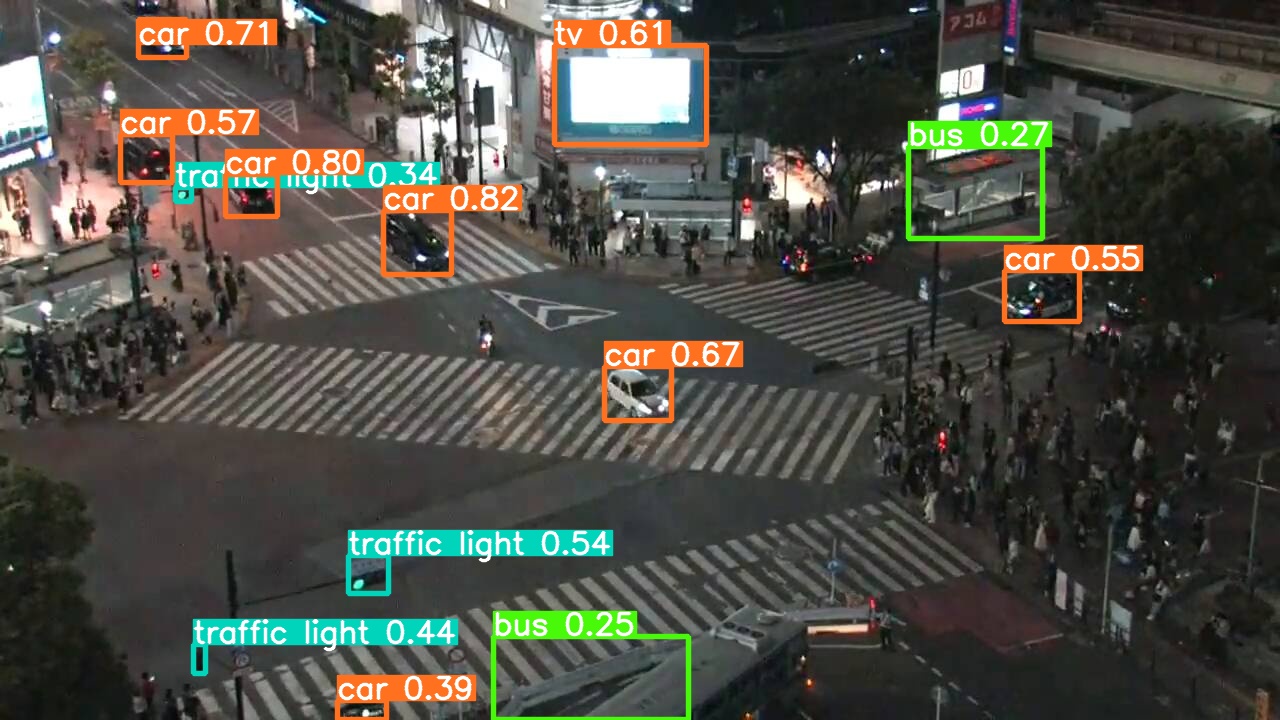 car 0.71
tv 0.61
アコム
car 0.57
bus 0.27
car 0.80
traffic light 0.34
car 0.82
car 0.55
car 0.67
traffic light 0.54
traffic light 0.44
bus 0.25
car 0.39